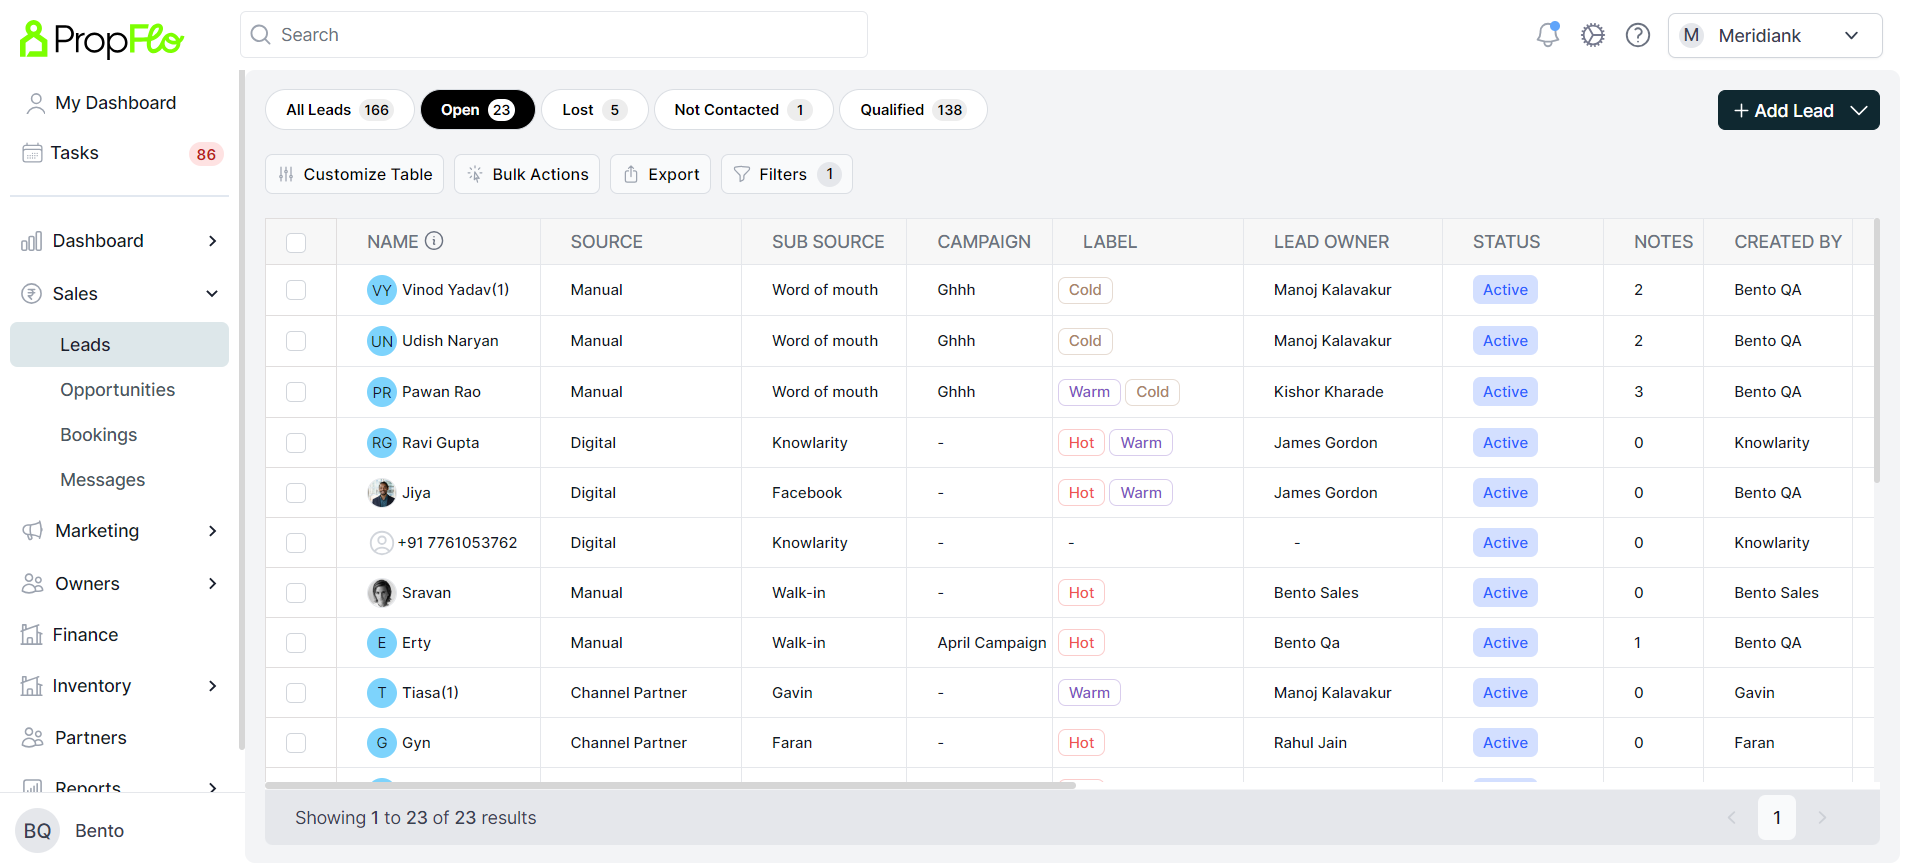 PropFlo
Search
M Meridiank
My Dashboard
Tasks 86
Dashboard
Sales
Leads
Opportunities
Bookings
Messages
Marketing
Owners
Finance
Inventory
Partners
Reports
BQ Bento
All Leads 166 Open 23 Lost 5 Not Contacted 1 Qualified 138
+ Add Lead
Customize Table Bulk Actions Export Filters 1
NAME SOURCE SUB SOURCE CAMPAIGN LABEL LEAD OWNER STATUS NOTES CREATED BY
VY Vinod Yadav(1) Manual Word of mouth Ghhh Cold Manoj Kalavakur Active 2 Bento QA
UN Udish Naryan Manual Word of mouth Ghhh Cold Manoj Kalavakur Active 2 Bento QA
PR Pawan Rao Manual Word of mouth Ghhh Warm Cold Kishor Kharade Active 3 Bento QA
RG Ravi Gupta Digital Knowlarity - Hot Warm James Gordon Active 0 Knowlarity
Jiya Digital Facebook - Hot Warm James Gordon Active 0 Bento QA
+91 7761053762 Digital Knowlarity - - - Active 0 Knowlarity
Sravan Manual Walk-in - Hot Bento Sales Active 0 Bento Sales
E Erty Manual Walk-in April Campaign Hot Bento Qa Active 1 Bento QA
T Tiasa(1) Channel Partner Gavin - Warm Manoj Kalavakur Active 0 Gavin
G Gyn Channel Partner Faran - Hot Rahul Jain Active 0 Faran
Showing 1 to 23 of 23 results
1